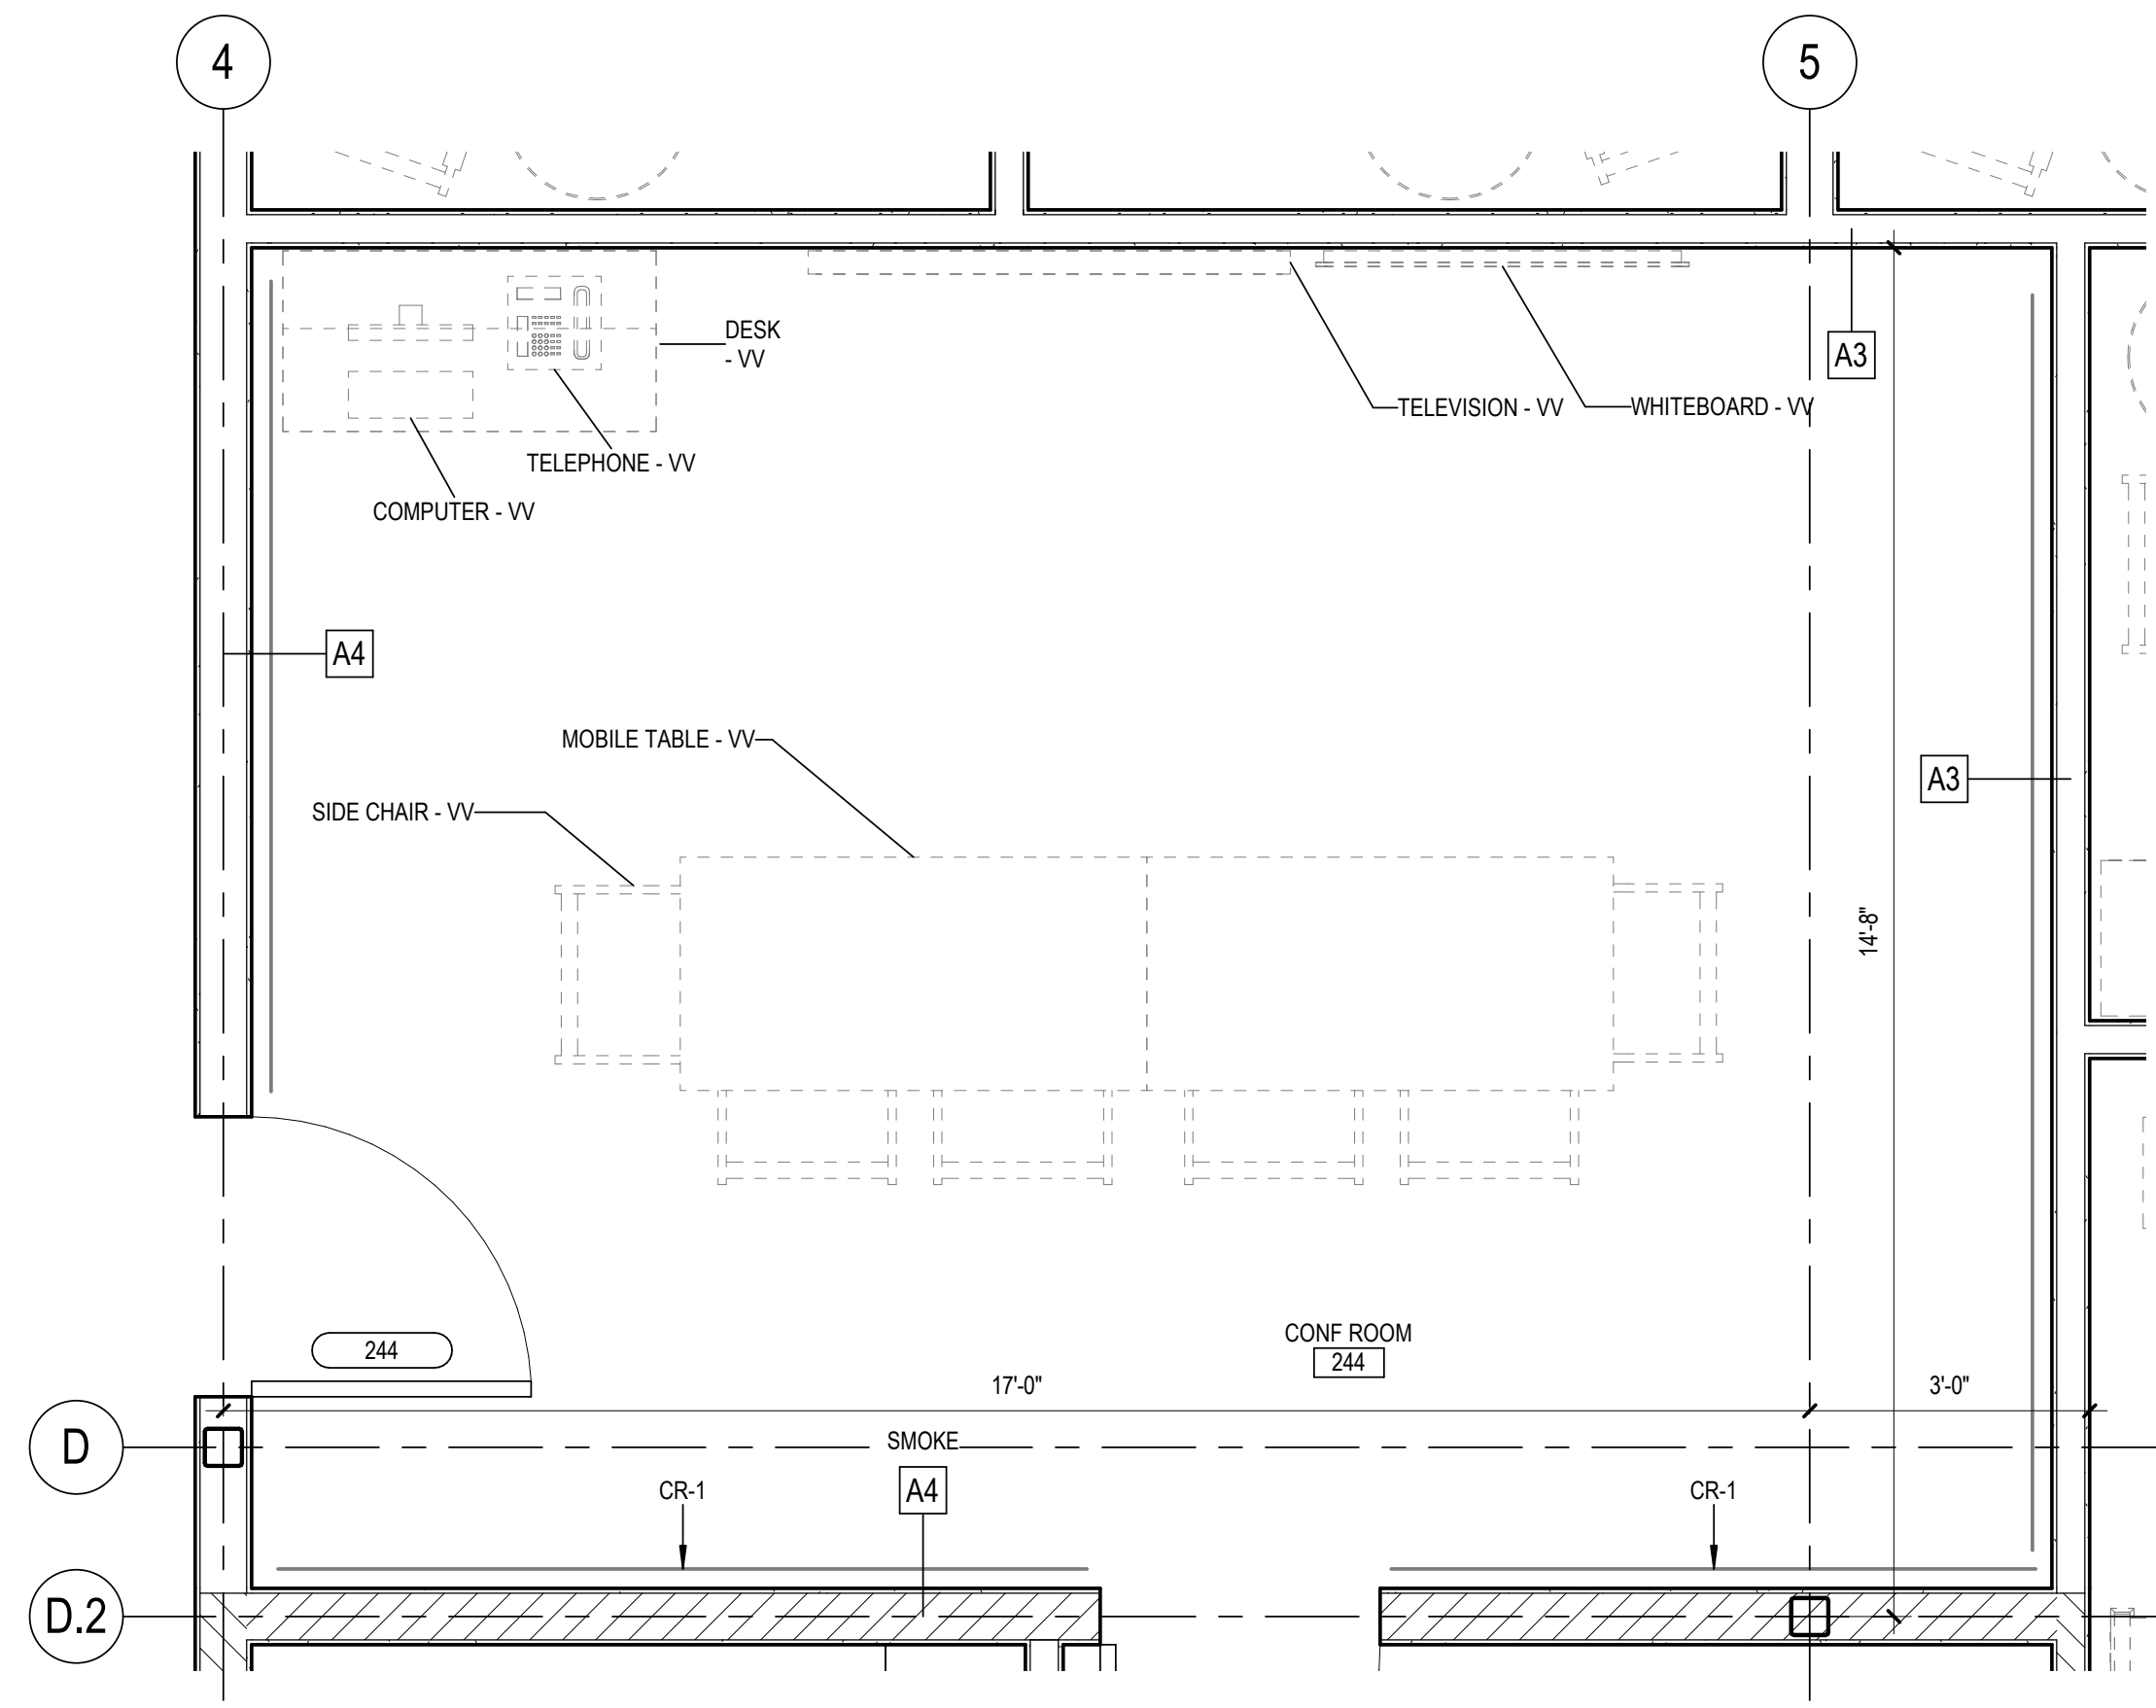 4
5
DESK
- VV
A3
TELEVISION - VV
WHITEBOARD - VV
TELEPHONE - VV
COMPUTER - VV
A4
MOBILE TABLE - VV
A3
SIDE CHAIR - VV
14'-8"
CONF ROOM
244
244
17'-0"
3'-0"
D
SMOKE
CR-1
A4
CR-1
D.2